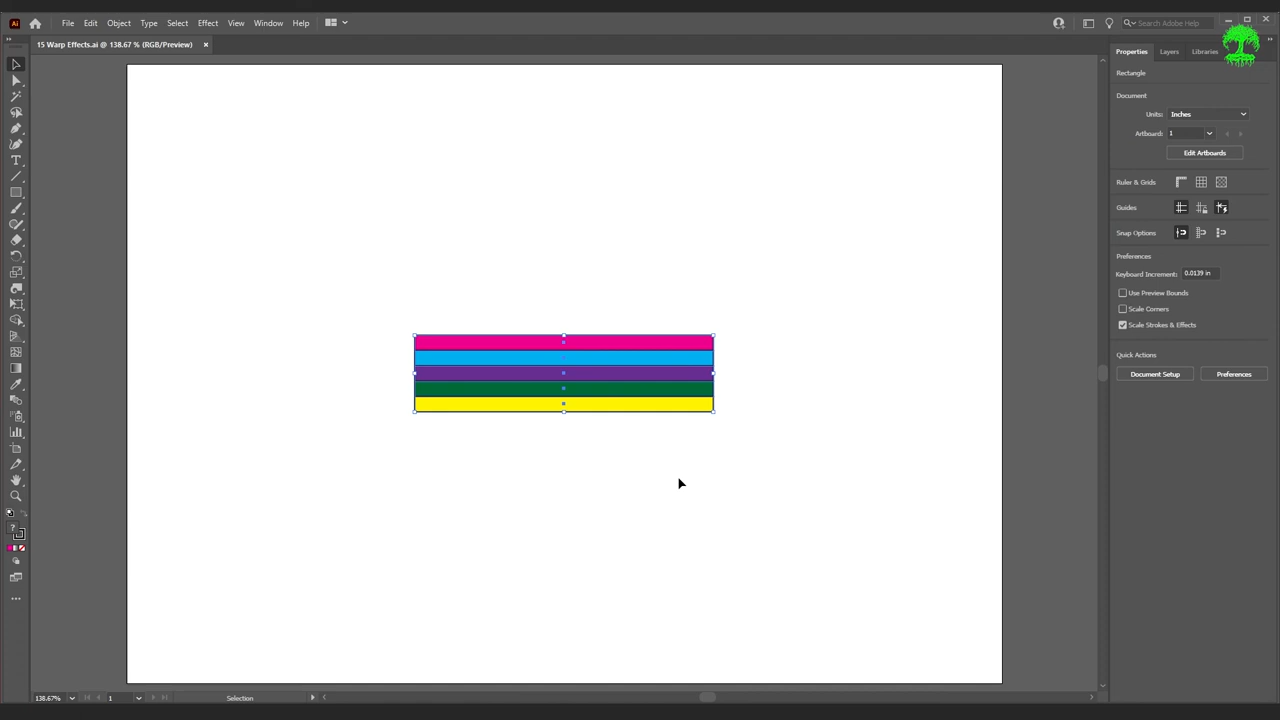 Ai File Edit Object Type Select Effect View Window Help Search Adobe Help
15 Warp Effects.ai @ 138.67 % (RGB/Preview) ×
Properties Layers Libraries
Rectangle
Document
Units: Inches
Artboard: 1
Edit Artboards
Ruler & Grids
Guides
Snap Options
Preferences
Keyboard Increment: 0.0139 in
Use Preview Bounds
Scale Corners
Scale Strokes & Effects
Quick Actions
Document Setup Preferences
138.67% 1 Selection